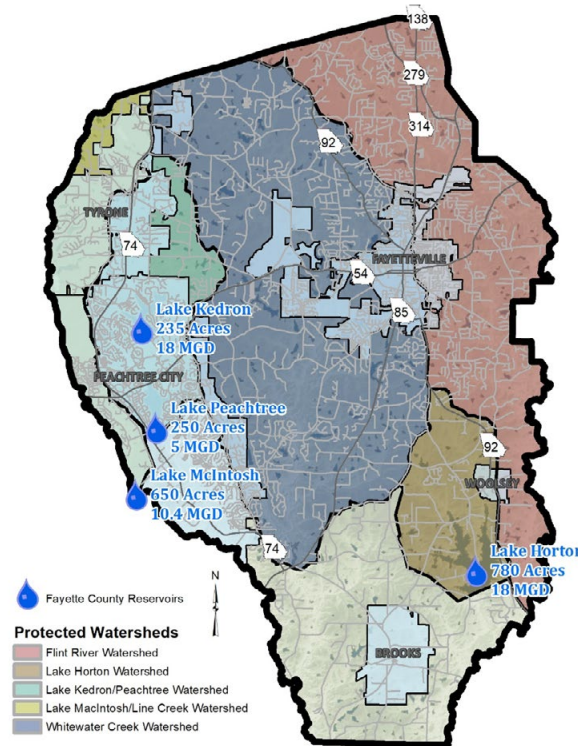 138
279
314
92
TYRONE
74
FAYETTEVILLE
54
85
Lake Kedron
235 Acres
18 MGD
PEACHTREE CITY
Lake Peachtree
250 Acres
5 MGD
Lake McIntosh
650 Acres
10.4 MGD
92
WOOLSEY
74
Lake Horton
780 Acres
18 MGD
N
Fayette County Reservoirs
BROOKS
Protected Watersheds
Flint River Watershed
Lake Horton Watershed
Lake Kedron/Peachtree Watershed
Lake MacIntosh/Line Creek Watershed
Whitewater Creek Watershed